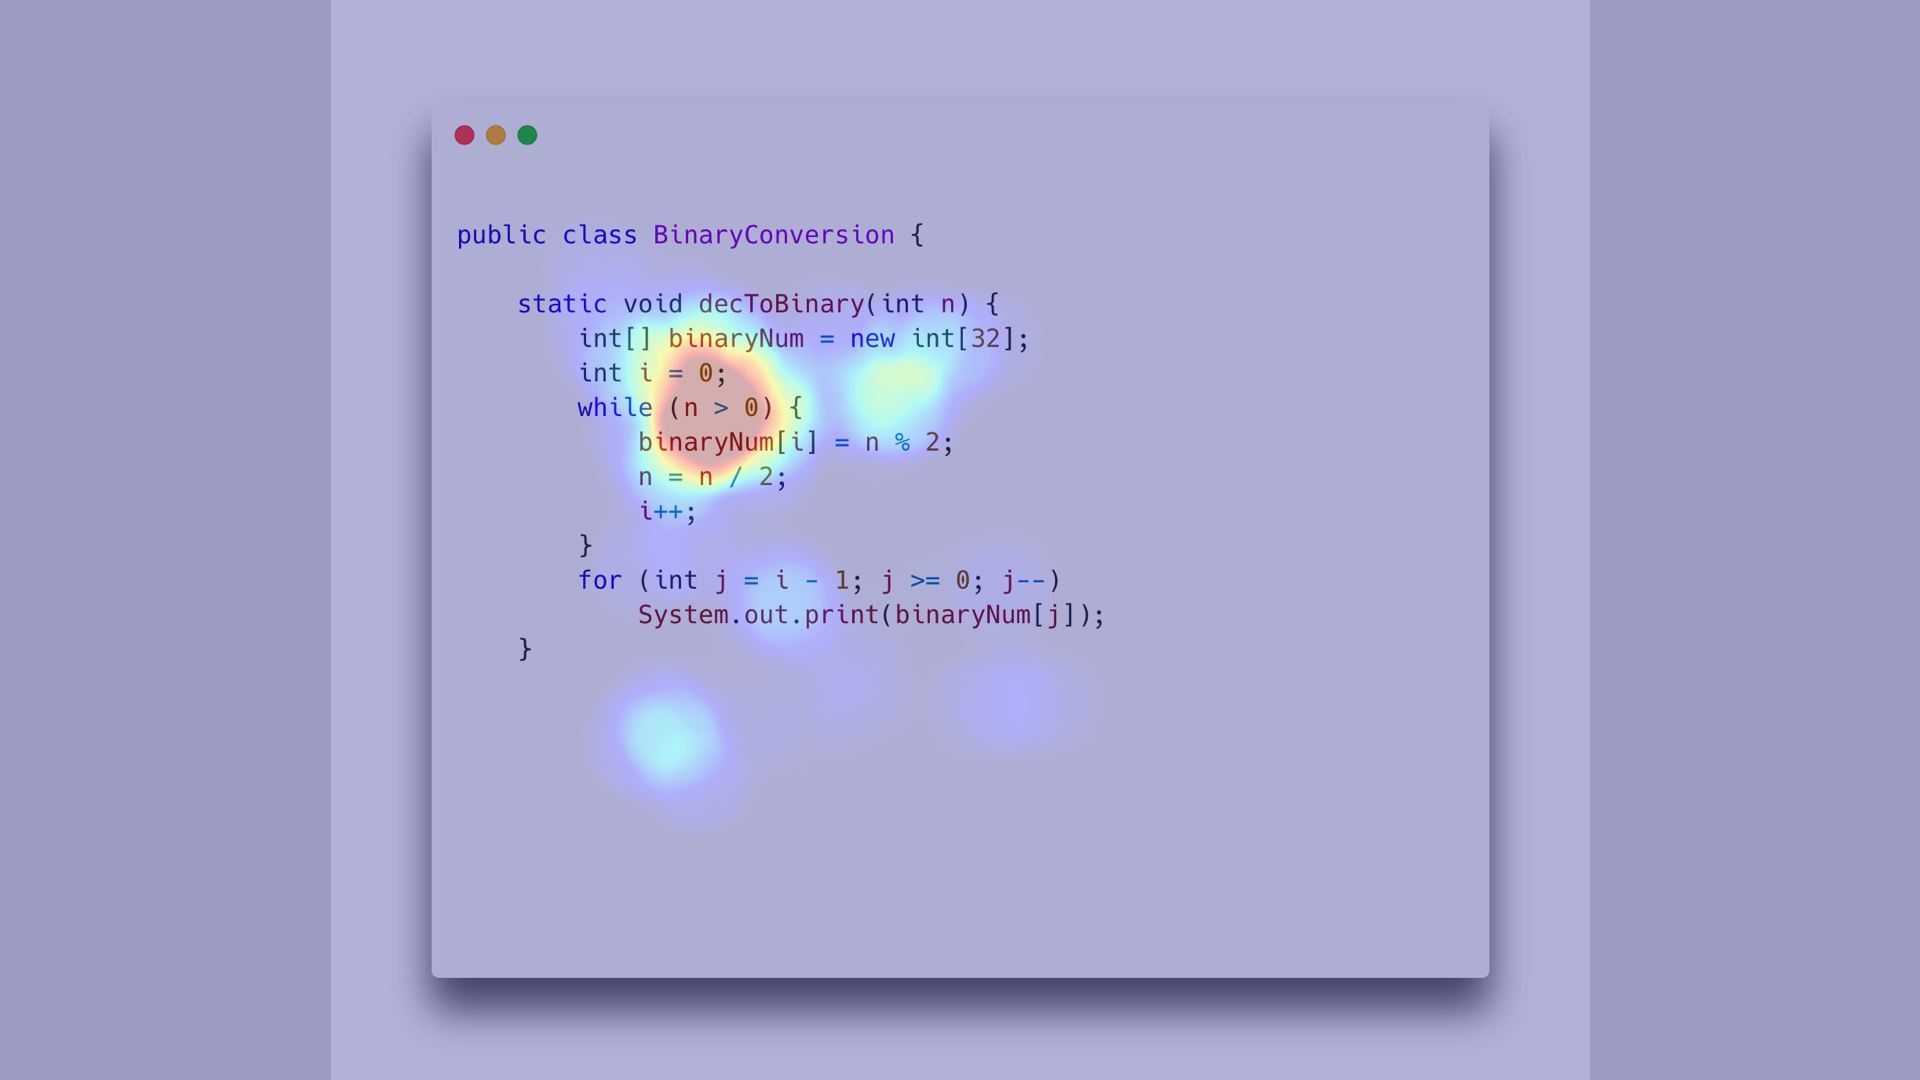 public class BinaryConversion {
static void decToBinary(int n) {
int[] binaryNum = new int[32];
int i = 0;
while (n > 0) {
binaryNum[i] = n % 2;
n = n / 2;
i++;
}
for (int j = i - 1; j >= 0; j--)
System.out.print(binaryNum[j]);
}